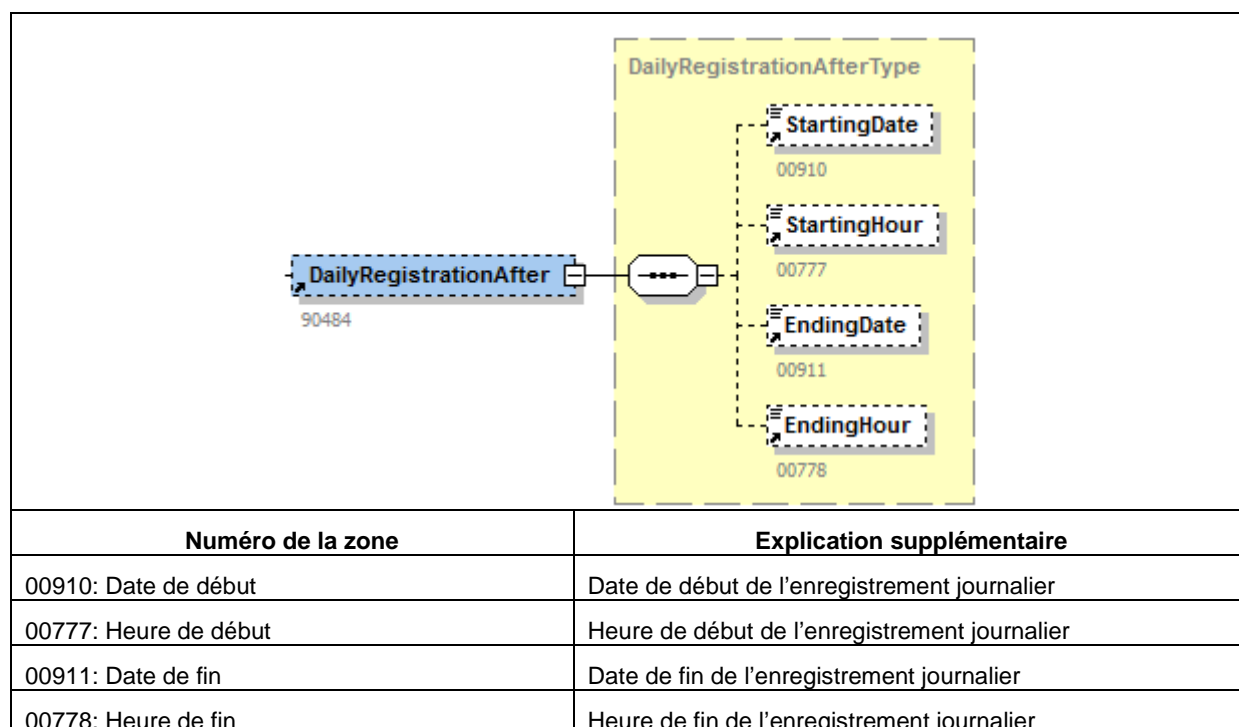 DailyRegistrationAfterType
StartingDate
00910
StartingHour
00777
DailyRegistrationAfter
90484
EndingDate
00911
EndingHour
00778
Numéro de la zone Explication supplémentaire
00910: Date de début Date de début de l’enregistrement journalier
00777: Heure de début Heure de début de l’enregistrement journalier
00911: Date de fin Date de fin de l’enregistrement journalier
00778: Heure de fin Heure de fin de l’enregistrement journalier